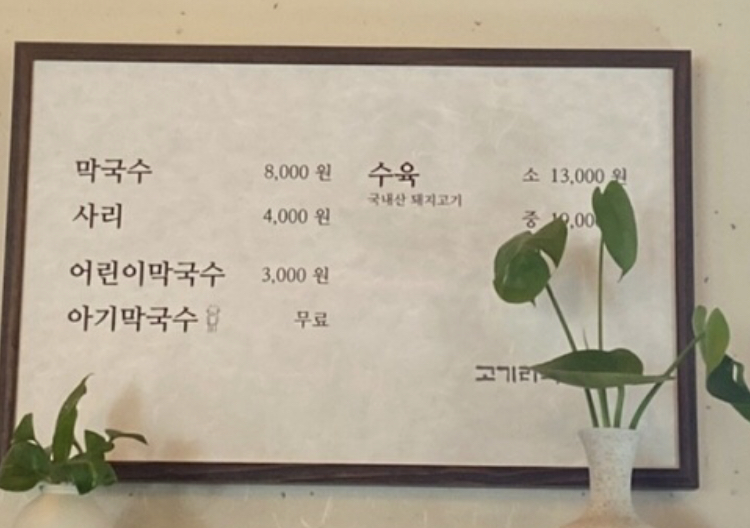 막국수 8,000 원
사리 4,000 원
어린이막국수 3,000 원
아기막국수 무료
수육 소 13,000 원
국내산 돼지고기
중